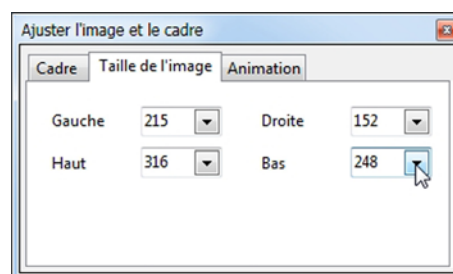 Ajuster l'image et le cadre
Cadre Taille de l'image Animation
Gauche 215 Droite 152
Haut 316 Bas 248